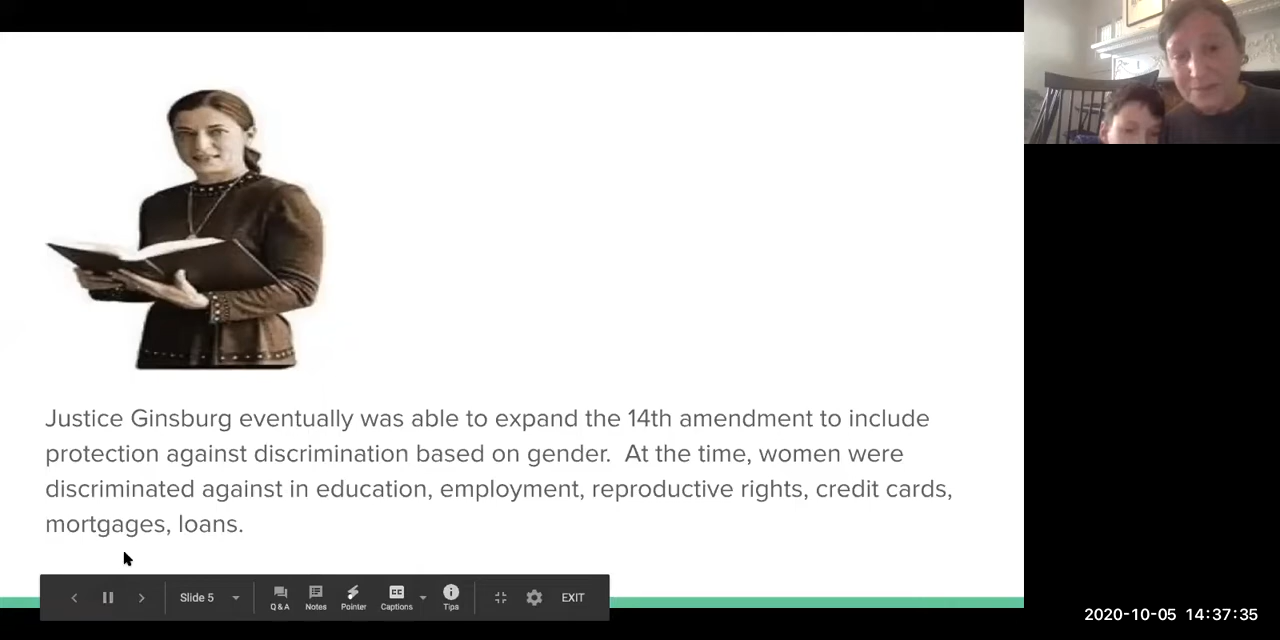 Justice Ginsburg eventually was able to expand the 14th amendment to include
protection against discrimination based on gender.  At the time, women were
discriminated against in education, employment, reproductive rights, credit cards,
mortgages, loans.
Slide 5
Q & A
Notes
Pointer
Captions
Tips
EXIT
CC
2020-10-05 14:37:35